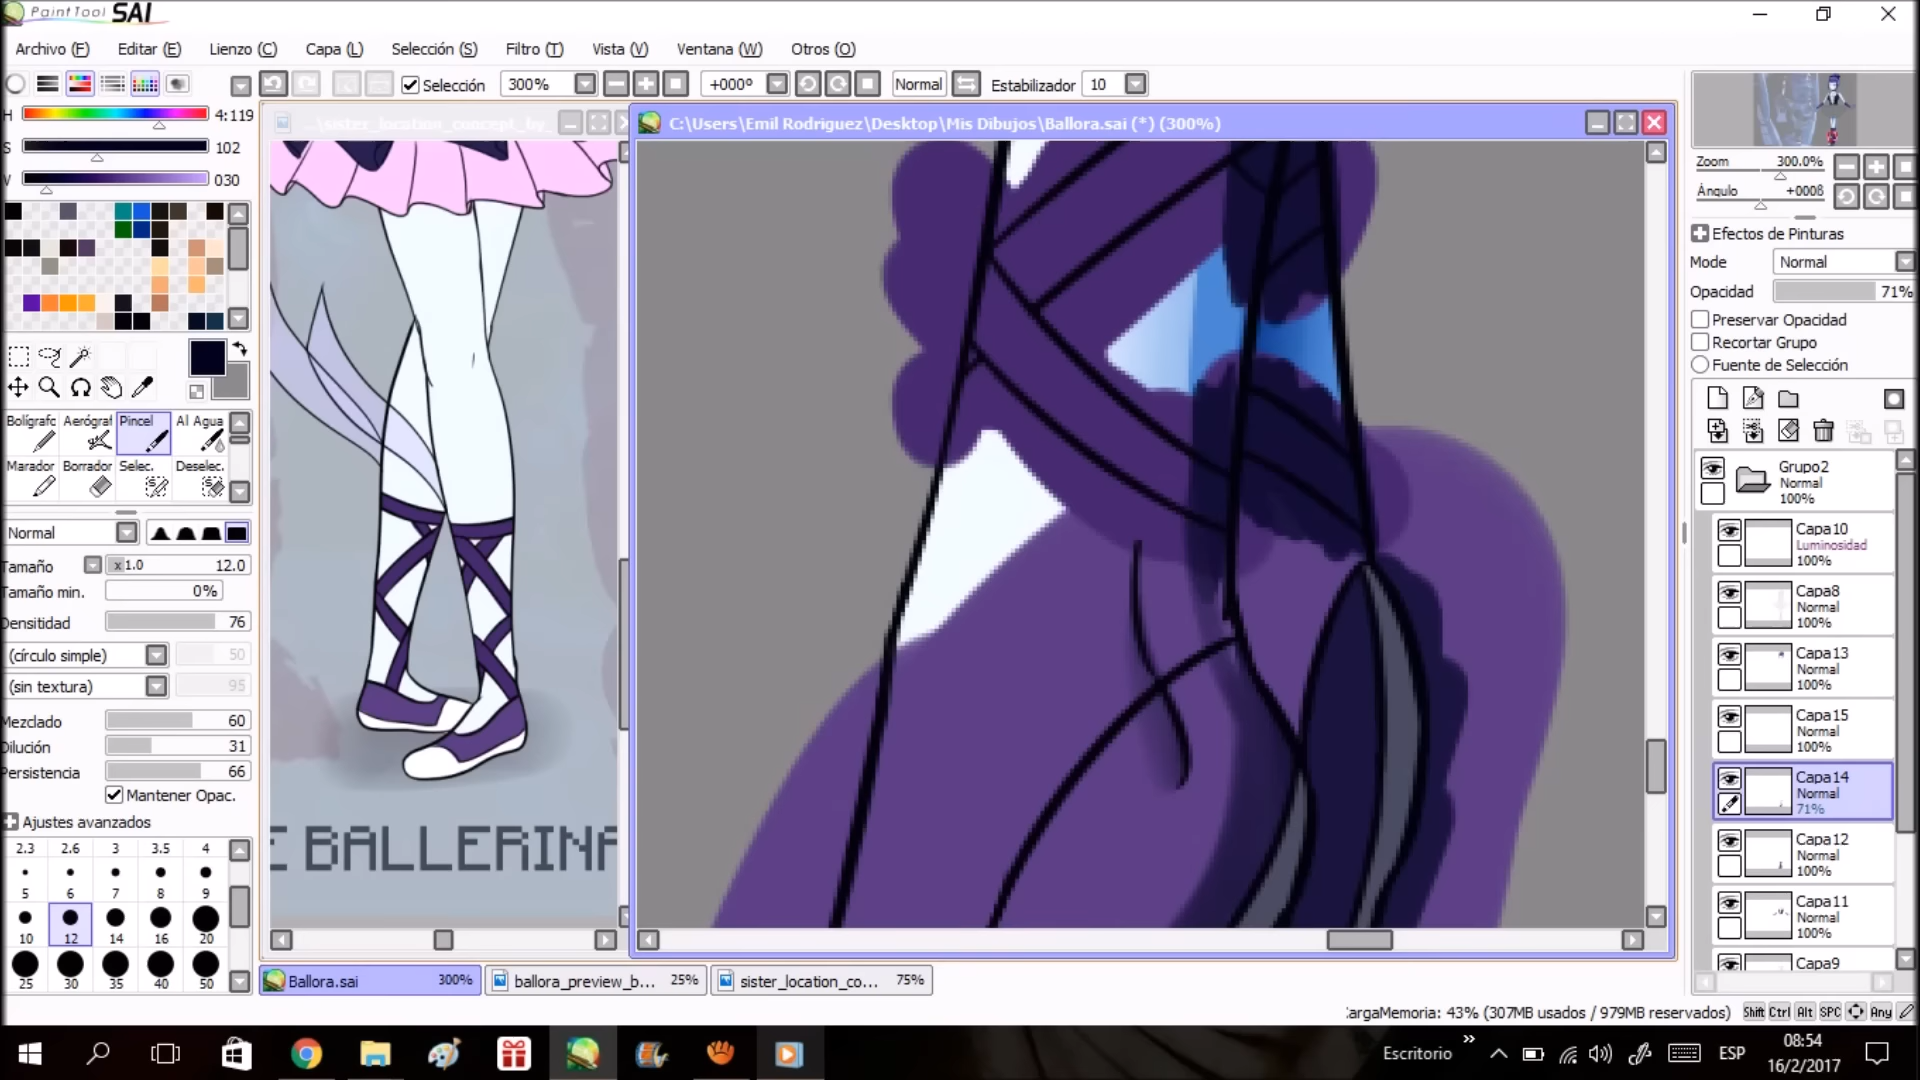 PaintTool SAI
Archivo (F) Editar (E) Lienzo (C) Capa (L) Selección (S) Filtro (T) Vista (V) Ventana (W) Otros (O)
Selección 300% +000º Normal Estabilizador 10
H 4:119
S 102
V 030
...\sister_location_concept_by_
C:\Users\Emil Rodriguez\Desktop\Mis Dibujos\Ballora.sai (*) (300%)
Zoom 300.0%
Ángulo +000ß
Efectos de Pinturas
Mode Normal
Opacidad 71%
Preservar Opacidad
Recortar Grupo
Fuente de Selección
Bolígrafc Aerógraf Pincel Al Agua
Marador Borrador Selec. Deselec.
Normal
Tamaño x1.0 12.0
Tamaño min. 0%
Densitidad 76
(círculo simple) 50
(sin textura) 95
Mezclado 60
Dilución 31
Persistencia 66
Mantener Opac.
Ajustes avanzados
2.3 2.6 3 3.5 4
5 6 7 8 9
10 12 14 16 20
25 30 35 40 50
E BALLERINA
Grupo2
Normal
100%
Capa10
Luminosidad
100%
Capa8
Normal
100%
Capa13
Normal
100%
Capa15
Normal
100%
Capa14
Normal
71%
Capa12
Normal
100%
Capa11
Normal
100%
Capa9
Ballora.sai 300% ballora_preview_b... 25% sister_location_co... 75%
CargaMemoria: 43% (307MB usados / 979MB reservados) Shift Ctrl Alt SPC Any
Escritorio » ESP 08:54
16/2/2017